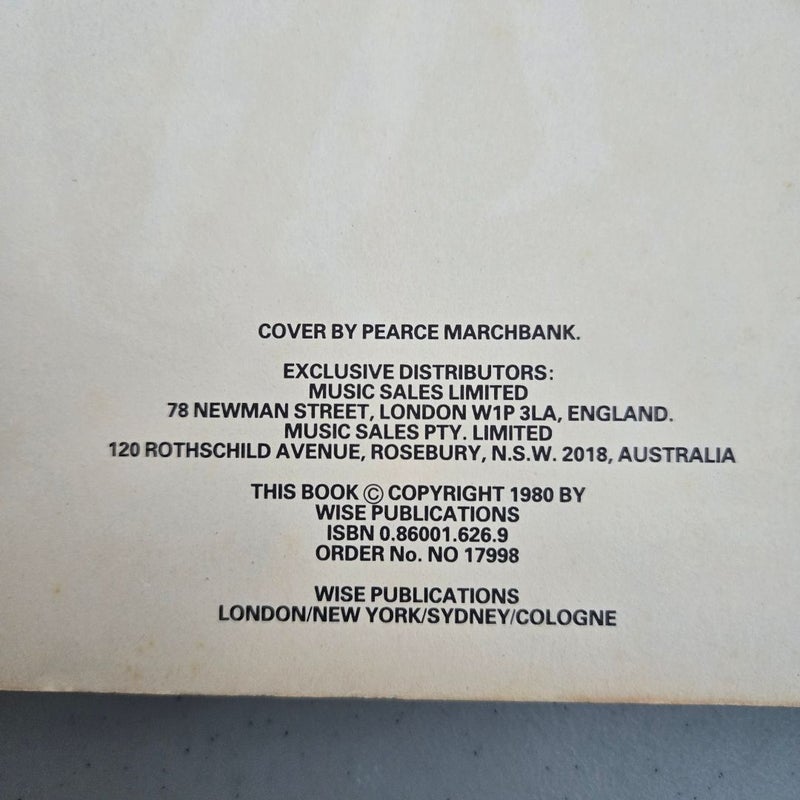 COVER BY PEARCE MARCHBANK.
EXCLUSIVE DISTRIBUTORS:
MUSIC SALES LIMITED
78 NEWMAN STREET, LONDON W1P 3LA, ENGLAND.
MUSIC SALES PTY. LIMITED
120 ROTHSCHILD AVENUE, ROSEBURY, N.S.W. 2018, AUSTRALIA
THIS BOOK © COPYRIGHT 1980 BY
WISE PUBLICATIONS
ISBN 0.86001.626.9
ORDER No. NO 17998
WISE PUBLICATIONS
LONDON/NEW YORK/SYDNEY/COLOGNE